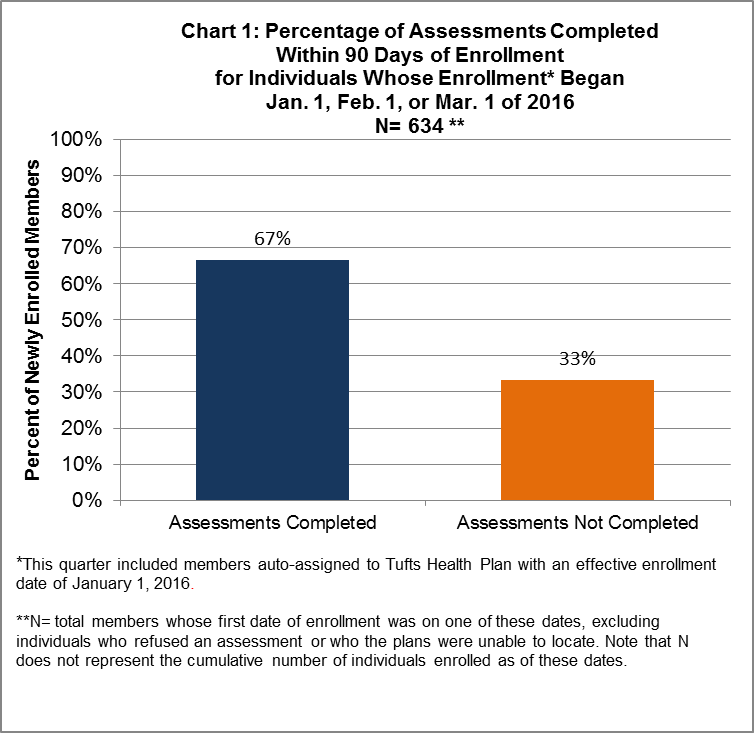 Chart 1: Percentage of Assessments Completed
Within 90 Days of Enrollment
for Individuals Whose Enrollment* Began
Jan. 1, Feb. 1, or Mar. 1 of 2016
N= 634 **
Percent of Newly Enrolled Members
100%
90%
80%
70%
60%
50%
40%
30%
20%
10%
0%
67%
33%
Assessments Completed
Assessments Not Completed
*This quarter included members auto-assigned to Tufts Health Plan with an effective enrollment
date of January 1, 2016.
**N= total members whose first date of enrollment was on one of these dates, excluding
individuals who refused an assessment or who the plans were unable to locate. Note that N
does not represent the cumulative number of individuals enrolled as of these dates.